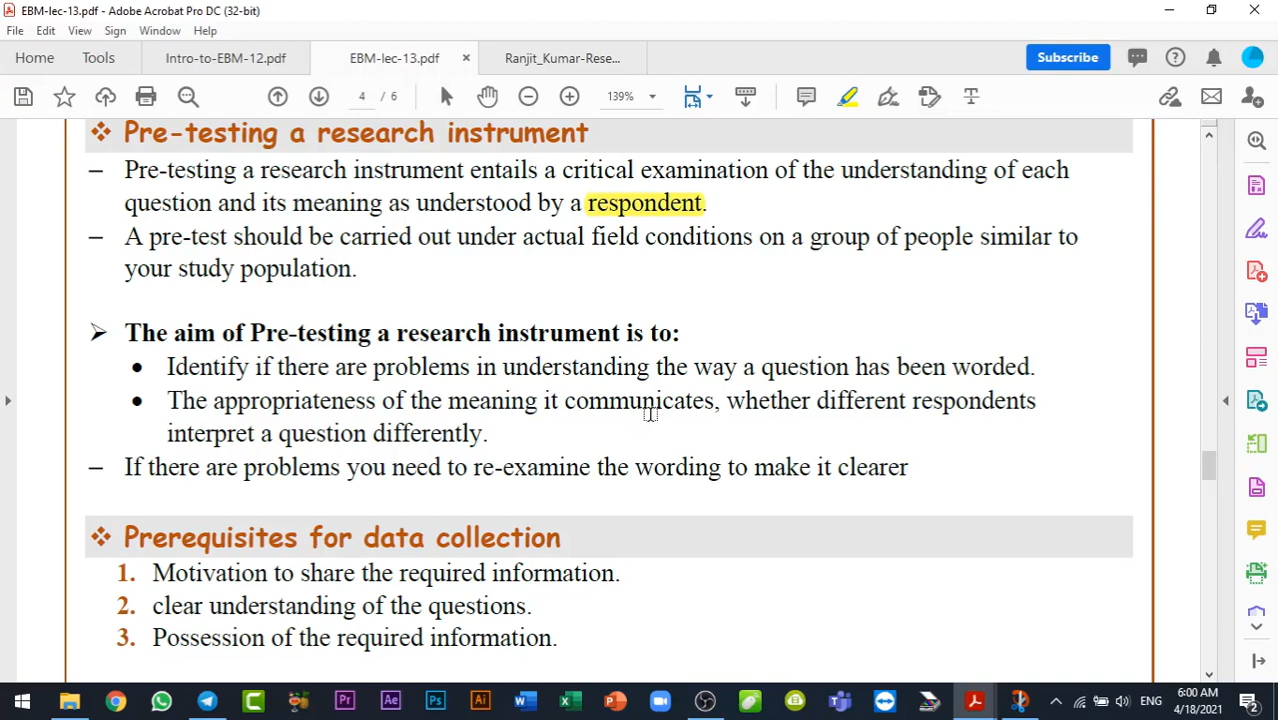 EBM-lec-13.pdf - Adobe Acrobat Pro DC (32-bit)
File Edit View Sign Window Help
Home Tools Intro-to-EBM-12.pdf EBM-lec-13.pdf × Ranjit_Kumar-Rese... Subscribe
4 / 6 139%
❖ Pre-testing a research instrument
– Pre-testing a research instrument entails a critical examination of the understanding of each
question and its meaning as understood by a respondent.
– A pre-test should be carried out under actual field conditions on a group of people similar to
your study population.
➢ The aim of Pre-testing a research instrument is to:
• Identify if there are problems in understanding the way a question has been worded.
• The appropriateness of the meaning it communicates, whether different respondents
interpret a question differently.
– If there are problems you need to re-examine the wording to make it clearer
❖ Prerequisites for data collection
1. Motivation to share the required information.
2. clear understanding of the questions.
3. Possession of the required information.
Pr Ae Ps Ai ENG 6:00 AM
4/18/2021 2